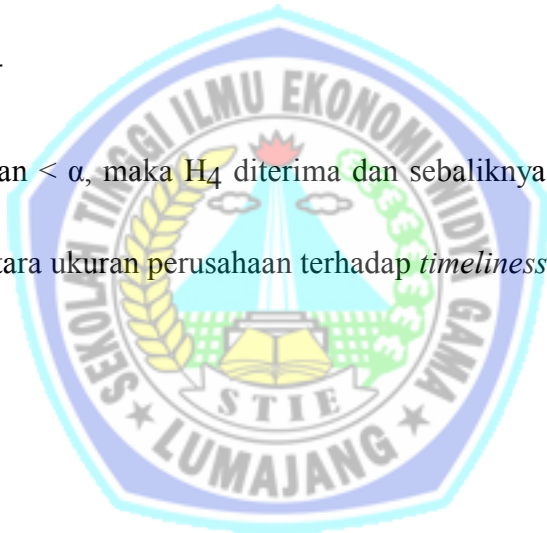 .
an < α, maka H4 diterima dan sebaliknya
tara ukuran perusahaan terhadap timeliness
SEKOLAH TINGGI ILMU EKONOMI WIDYA GAMA
STIE
LUMAJANG